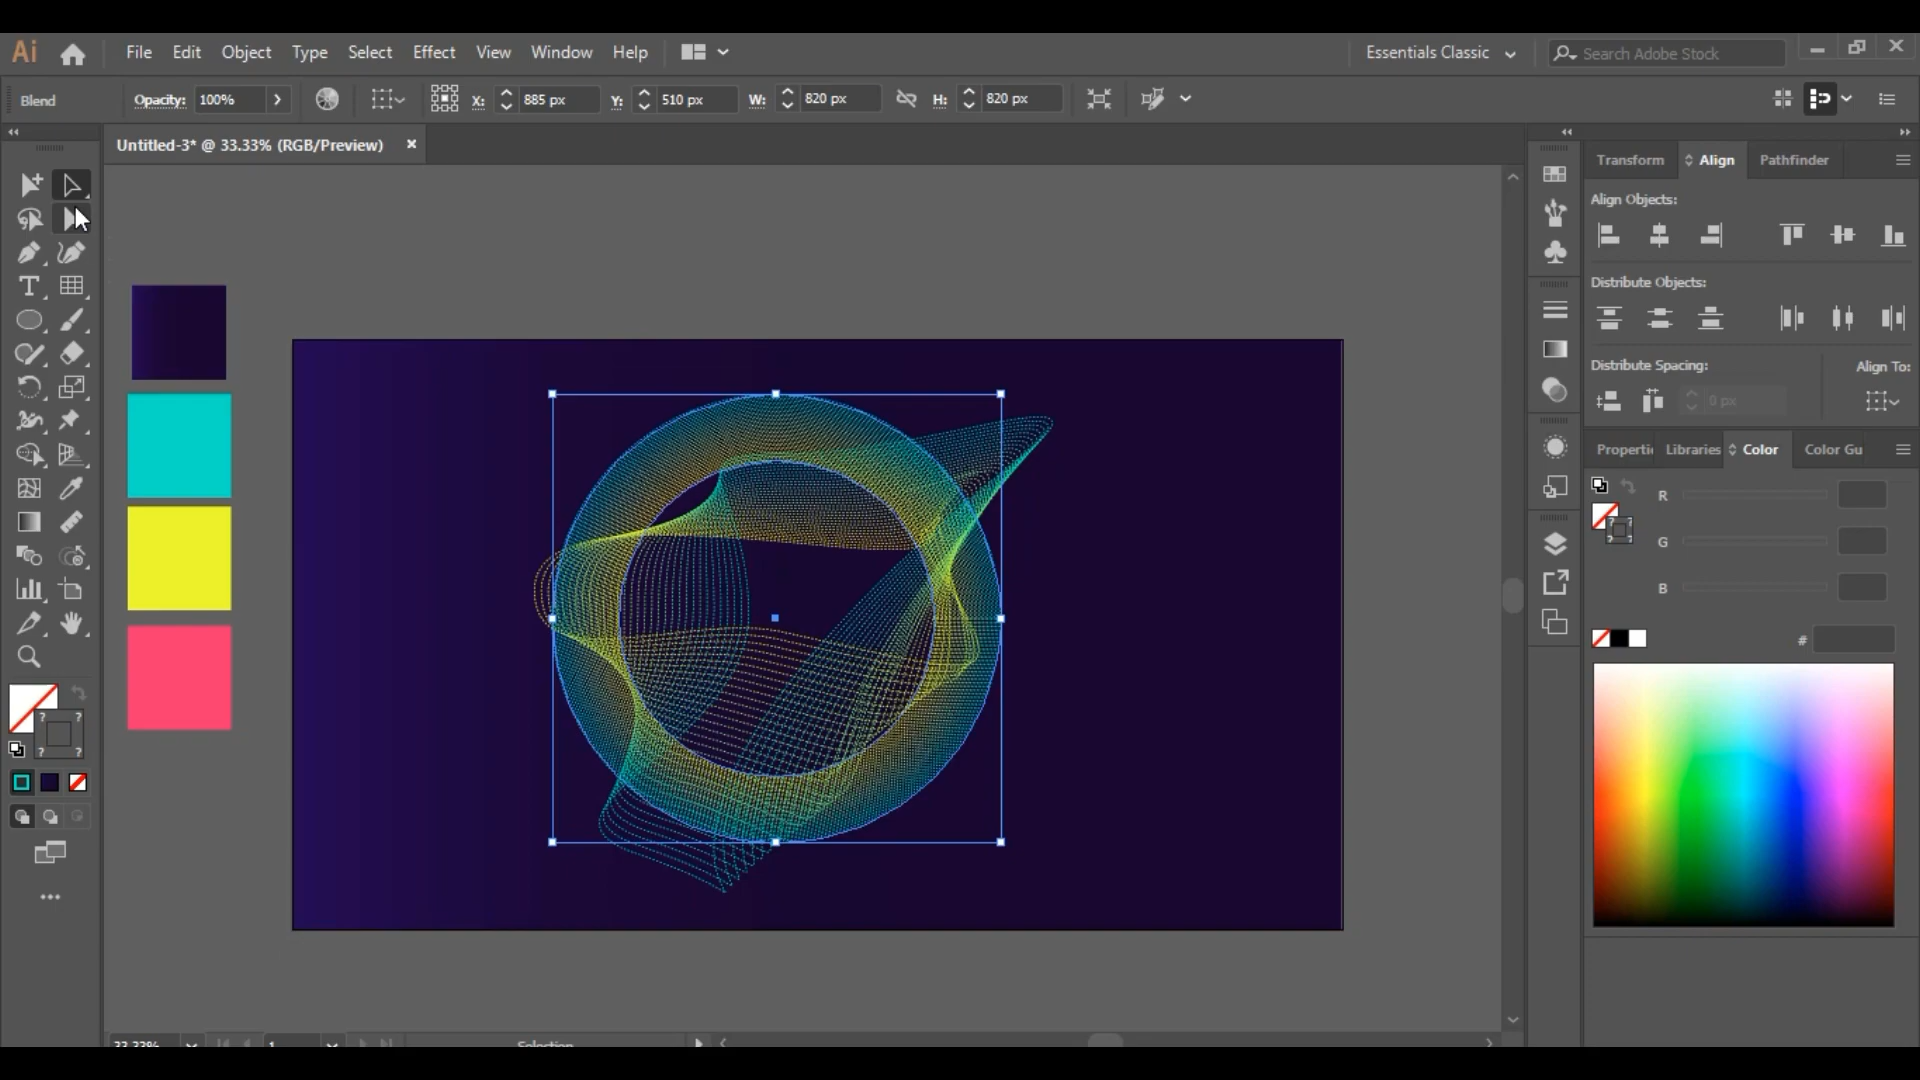 Ai File Edit Object Type Select Effect View Window Help Essentials Classic Search Adobe Stock
Blend Opacity: 100% X: 885 px Y: 510 px W: 820 px H: 820 px
Untitled-3* @ 33.33% (RGB/Preview)
Transform Align Pathfinder
Align Objects:
Distribute Objects:
Distribute Spacing: Align To:
0 px
Properti Libraries Color Color Gu
R
G
B
#
? ?
? ?
33.33% 1 Selection